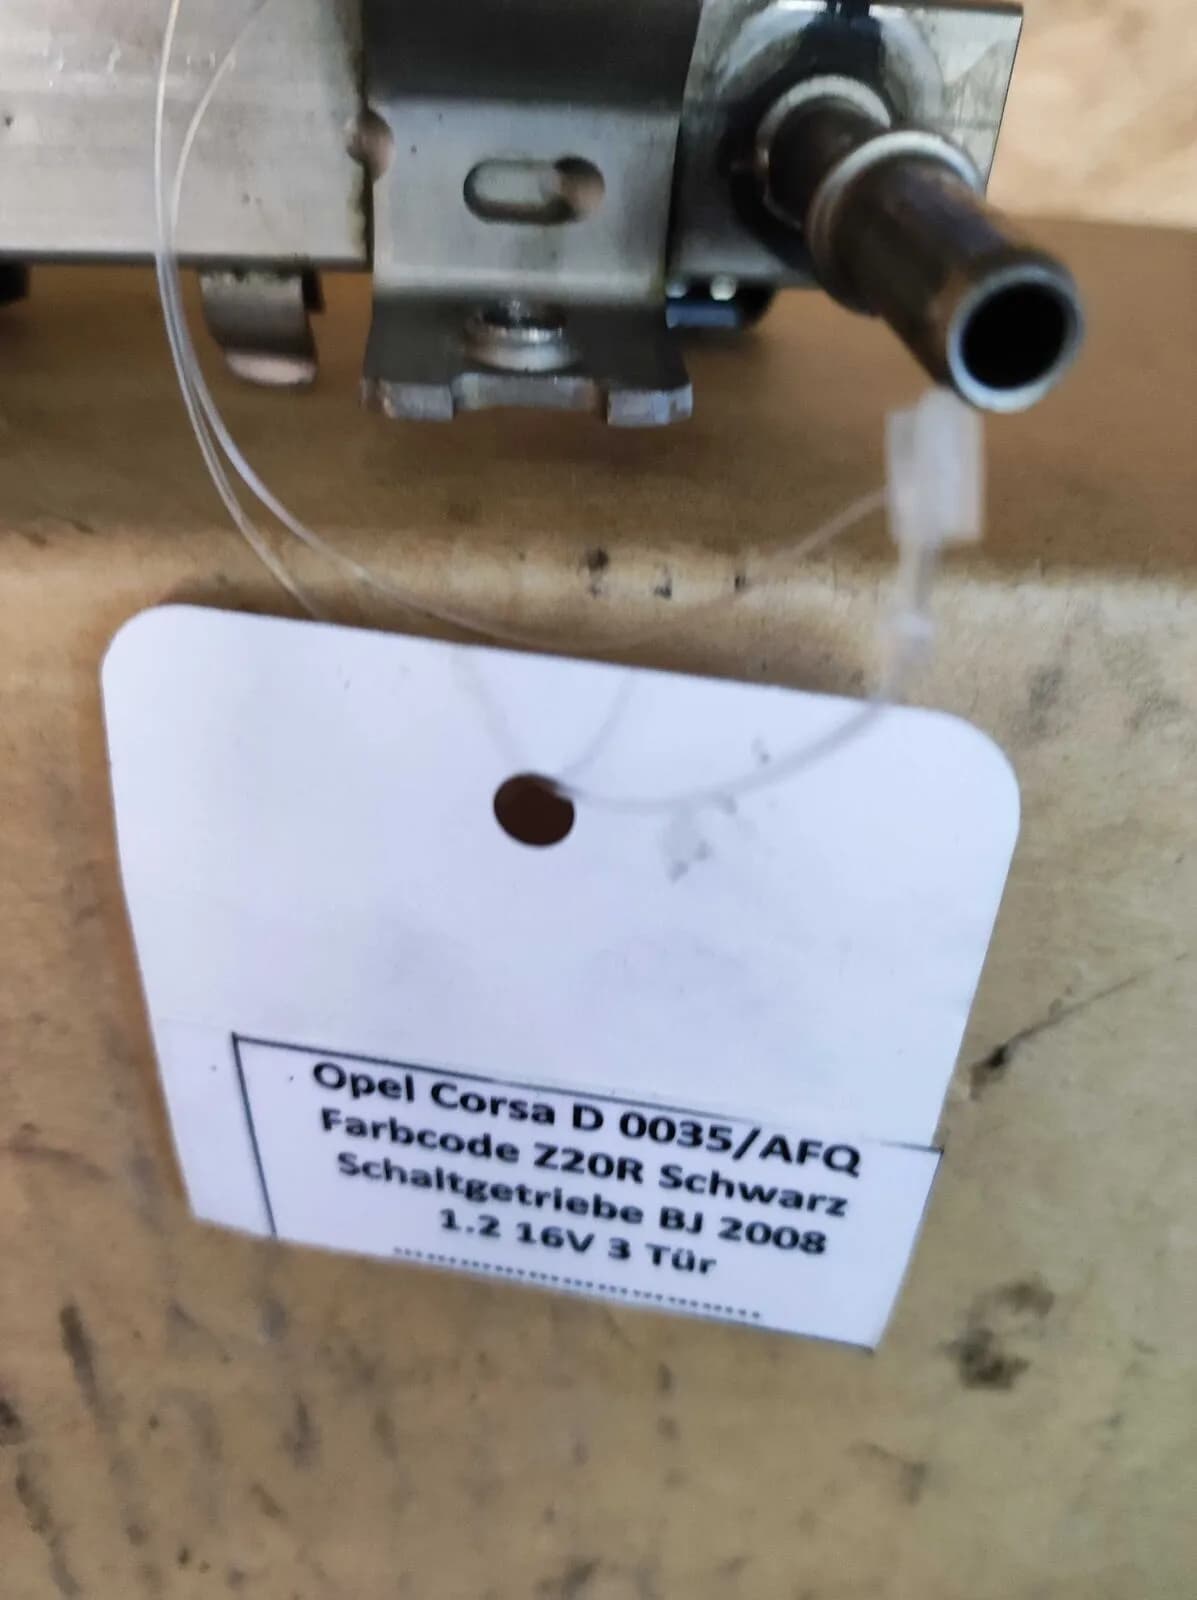 Opel Corsa D 0035/AFQ
Farbcode Z20R Schwarz
Schaltgetriebe BJ 2008
1.2 16V 3 Tür